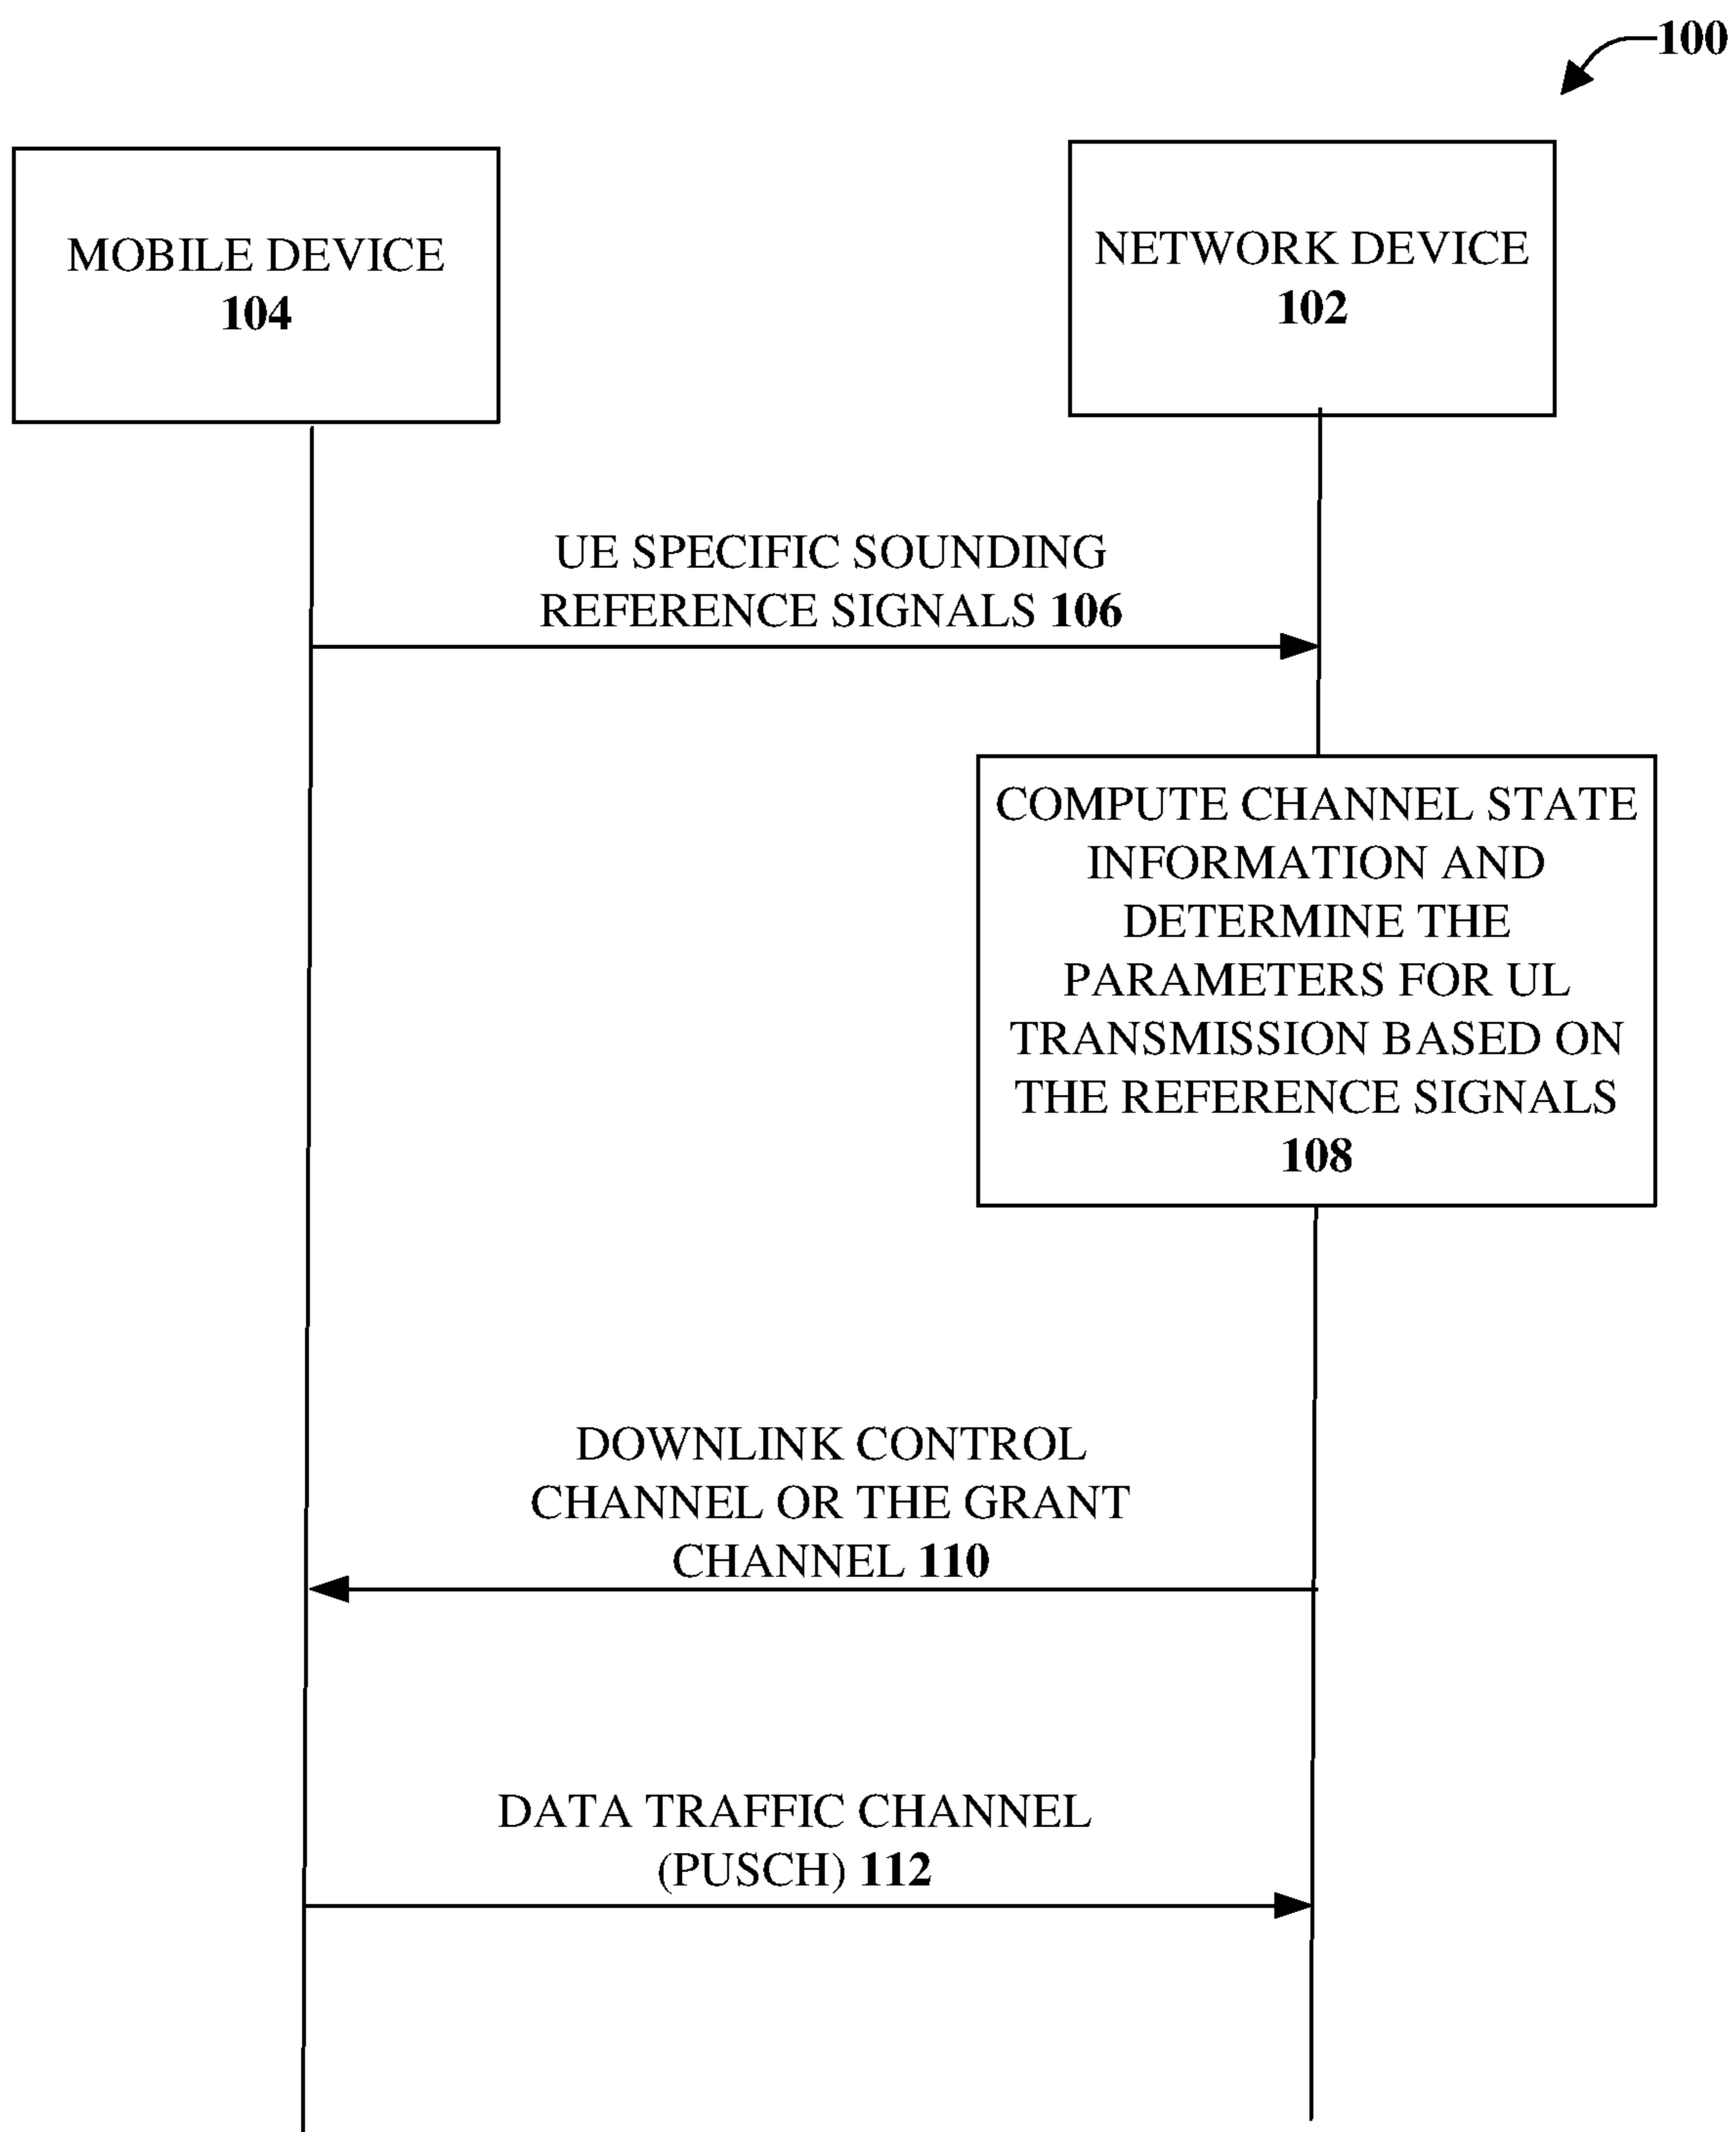 100
MOBILE DEVICE
104
NETWORK DEVICE
102
UE SPECIFIC SOUNDING
REFERENCE SIGNALS 106
COMPUTE CHANNEL STATE
INFORMATION AND
DETERMINE THE
PARAMETERS FOR UL
TRANSMISSION BASED ON
THE REFERENCE SIGNALS
108
DOWNLINK CONTROL
CHANNEL OR THE GRANT
CHANNEL 110
DATA TRAFFIC CHANNEL
(PUSCH) 112